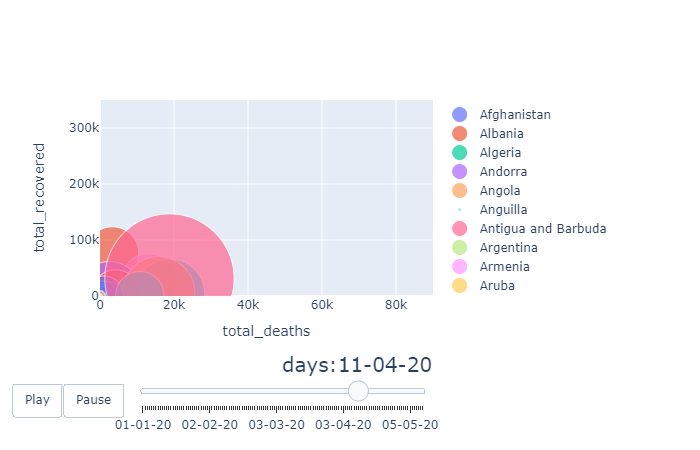 300k
200k
100k
0
total_recovered
0 20k 40k 60k 80k
total_deaths
Afghanistan
Albania
Algeria
Andorra
Angola
Anguilla
Antigua and Barbuda
Argentina
Armenia
Aruba
days:11-04-20
Play Pause
01-01-20 02-02-20 03-03-20 03-04-20 05-05-20